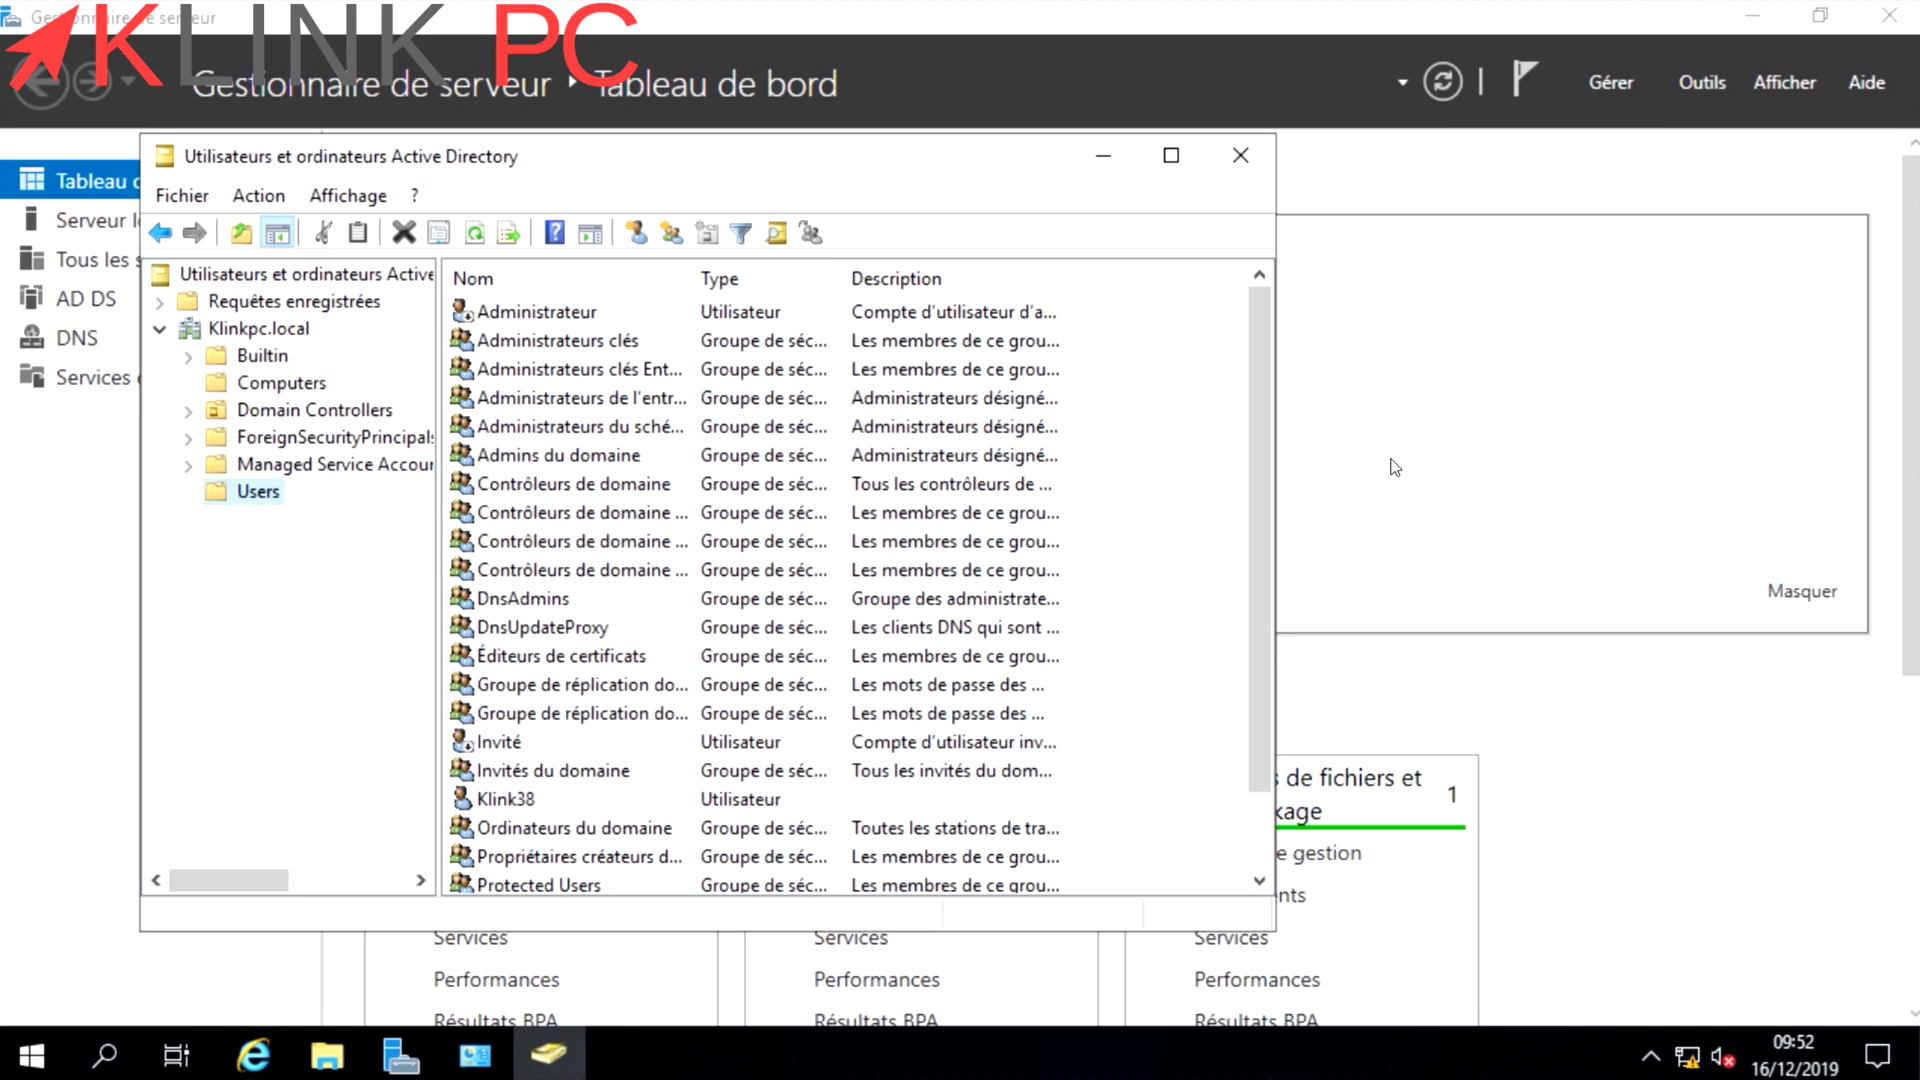 Gestionnaire de serveur
KLINK PC
Gestionnaire de serveur ‣ Tableau de bord
Gérer Outils Afficher Aide
Utilisateurs et ordinateurs Active Directory
Fichier Action Affichage ?
Tableau
Serveur
Tous les
AD DS
DNS
Services
Utilisateurs et ordinateurs Active
Requêtes enregistrées
Klinkpc.local
Builtin
Computers
Domain Controllers
ForeignSecurityPrincipals
Managed Service Accour
Users
Nom Type Description
Administrateur Utilisateur Compte d'utilisateur d'a...
Administrateurs clés Groupe de séc... Les membres de ce grou...
Administrateurs clés Ent... Groupe de séc... Les membres de ce grou...
Administrateurs de l'entr... Groupe de séc... Administrateurs désigné...
Administrateurs du sché... Groupe de séc... Administrateurs désigné...
Admins du domaine Groupe de séc... Administrateurs désigné...
Contrôleurs de domaine Groupe de séc... Tous les contrôleurs de ...
Contrôleurs de domaine ... Groupe de séc... Les membres de ce grou...
Contrôleurs de domaine ... Groupe de séc... Les membres de ce grou...
Contrôleurs de domaine ... Groupe de séc... Les membres de ce grou...
DnsAdmins Groupe de séc... Groupe des administrate...
DnsUpdateProxy Groupe de séc... Les clients DNS qui sont ...
Éditeurs de certificats Groupe de séc... Les membres de ce grou...
Groupe de réplication do... Groupe de séc... Les mots de passe des ...
Groupe de réplication do... Groupe de séc... Les mots de passe des ...
Invité Utilisateur Compte d'utilisateur inv...
Invités du domaine Groupe de séc... Tous les invités du dom...
Klink38 Utilisateur
Ordinateurs du domaine Groupe de séc... Toutes les stations de tra...
Propriétaires créateurs d... Groupe de séc... Les membres de ce grou...
Protected Users Groupe de séc... Les membres de ce grou...
Masquer
de fichiers et
kage
1
e gestion
nts
Services Services Services
Performances Performances Performances
Résultats BPA Résultats BPA Résultats BPA
09:52
16/12/2019